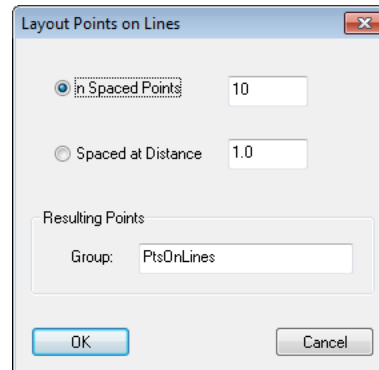 Layout Points on Lines
n Spaced Points 10
Spaced at Distance 1.0
Resulting Points
Group: PtsOnLines
OK Cancel